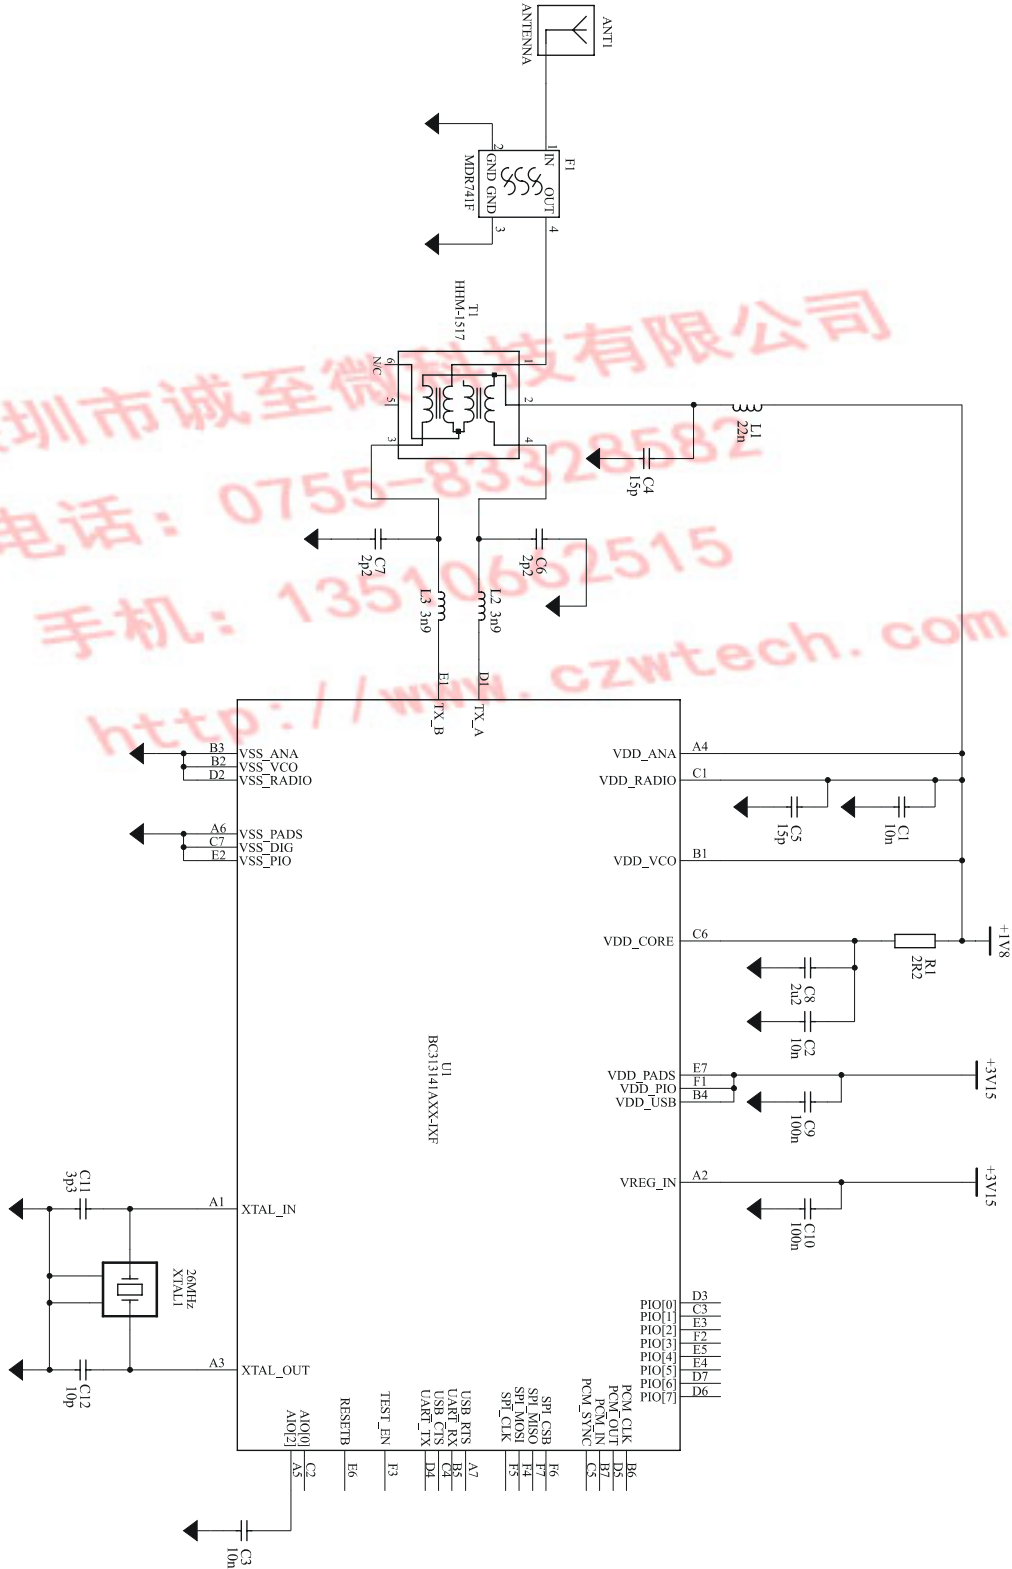 ANT1
ANTENNA
F1
1
IN
OUT
4
2
GND
GND
3
MDR741F
T1
HHM-1517
1
2
4
6
N/C
5
3
L1
22n
C4
15p
C6
2p2
C7
2p2
L2 3n9
L3 3n9
D1
E1
TX_A
TX_B
圳市诚至微科技有限公司
电话：0755-83328582
手机：13510662515
http://www.czwtech.com
B3 VSS_ANA
B2 VSS_VCO
D2 VSS_RADIO
A6 VSS_PADS
C7 VSS_DIG
E2 VSS_PIO
VDD_ANA A4
VDD_RADIO C1
C5
15p
C1
10n
VDD_VCO B1
VDD_CORE C6
R1
2R2
+1V8
C8
2u2
C2
10n
VDD_PADS E7
VDD_PIO F1
VDD_USB B4
+3V15
C9
100n
VREG_IN A2
+3V15
C10
100n
U1
BC313141AXX-IXF
A1 XTAL_IN
A3 XTAL_OUT
C11
3p3
26MHz
XTAL1
C12
10p
PIO[0] D3
PIO[1] C3
PIO[2] E3
PIO[3] F2
PIO[4] E5
PIO[5] E4
PIO[6] D7
PIO[7] D6
PCM_CLK B6
PCM_OUT D5
PCM_IN B7
PCM_SYNC C5
SPI_CSB F6
SPI_MISO F7
SPI_MOSI F4
SPI_CLK F5
USB_RTS A7
UART_RX B5
USB_CTS C4
UART_TX D4
TEST_EN F3
RESETB E6
AIO[0] C2
AIO[2] A5
C3
10n